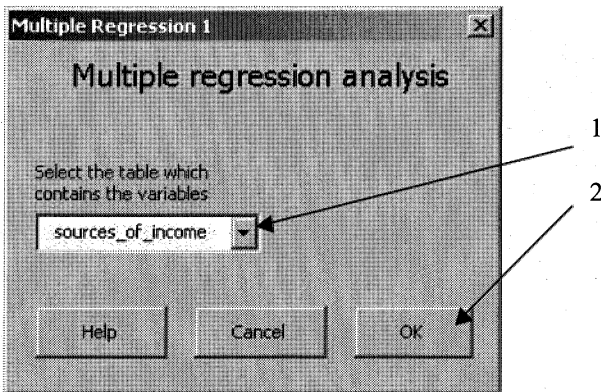 Multiple Regression 1
Multiple regression analysis
1
Select the table which
contains the variables
2
sources_of_income
Help Cancel OK